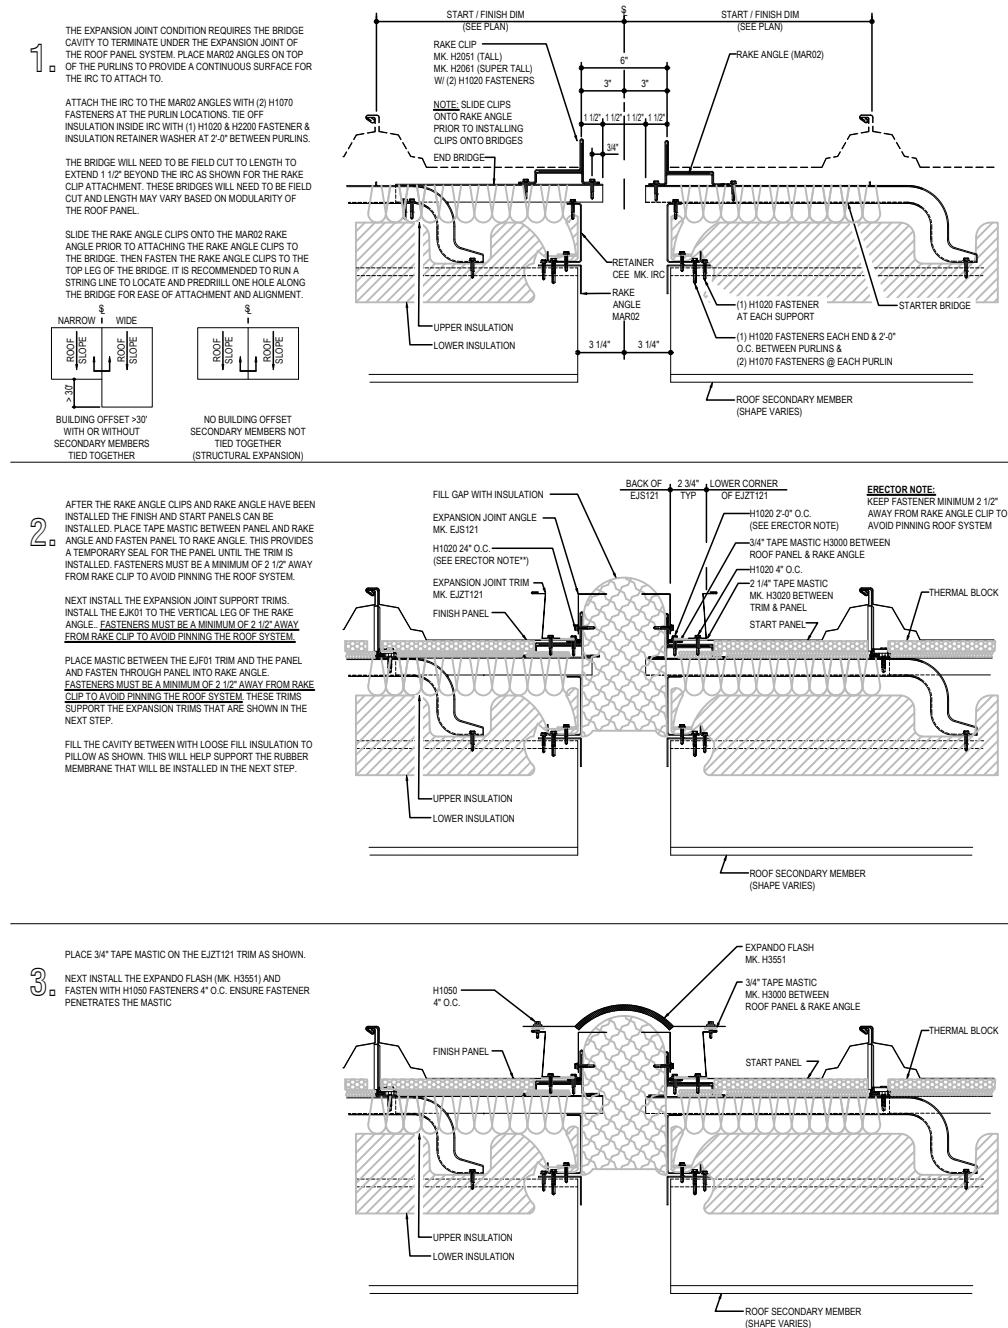 1.
THE EXPANSION JOINT CONDITION REQUIRES THE BRIDGE
CAVITY TO TERMINATE UNDER THE EXPANSION JOINT OF
THE ROOF PANEL SYSTEM. PLACE MAR02 ANGLES ON TOP
OF THE PURLINS TO PROVIDE A CONTINUOUS SURFACE FOR
THE IRC TO ATTACH TO.
ATTACH THE IRC TO THE MAR02 ANGLES WITH (2) H1070
FASTENERS AT THE PURLIN LOCATIONS. TIE OFF
INSULATION INSIDE IRC WITH (1) H1020 & H2200 FASTENER &
INSULATION RETAINER WASHER AT 2'-0" BETWEEN PURLINS.
THE BRIDGE WILL NEED TO BE FIELD CUT TO LENGTH TO
EXTEND 1 1/2" BEYOND THE IRC AS SHOWN FOR THE RAKE
CLIP ATTACHMENT. THESE BRIDGES WILL NEED TO BE FIELD
CUT AND LENGTH MAY VARY BASED ON MODULARITY OF
THE ROOF PANEL.
SLIDE THE RAKE ANGLE CLIPS ONTO THE MAR02 RAKE
ANGLE PRIOR TO ATTACHING THE RAKE ANGLE CLIPS TO
THE BRIDGE. THEN FASTEN THE RAKE ANGLE CLIPS TO THE
TOP LEG OF THE BRIDGE. IT IS RECOMMENDED TO RUN A
STRING LINE TO LOCATE AND PREDRIILL ONE HOLE ALONG
THE BRIDGE FOR EASE OF ATTACHMENT AND ALIGNMENT.
NARROW
WIDE
ROOF SLOPE
ROOF SLOPE
> 30'
BUILDING OFFSET >30'
WITH OR WITHOUT
SECONDARY MEMBERS
TIED TOGETHER
ROOF SLOPE
ROOF SLOPE
NO BUILDING OFFSET
SECONDARY MEMBERS NOT
TIED TOGETHER
(STRUCTURAL EXPANSION)
START / FINISH DIM
(SEE PLAN)
START / FINISH DIM
(SEE PLAN)
RAKE CLIP
MK. H2051 (TALL)
MK. H2061 (SUPER TALL)
W/ (2) H1020 FASTENERS
NOTE: SLIDE CLIPS
ONTO RAKE ANGLE
PRIOR TO INSTALLING
CLIPS ONTO BRIDGES
END BRIDGE
6"
3" 3"
1 1/2" 1 1/2" 1 1/2" 1 1/2"
3/4"
RAKE ANGLE (MAR02)
RETAINER
CEE MK. IRC
RAKE
ANGLE
MAR02
3 1/4" 3 1/4"
UPPER INSULATION
LOWER INSULATION
(1) H1020 FASTENER
AT EACH SUPPORT
STARTER BRIDGE
(1) H1020 FASTENERS EACH END & 2'-0"
O.C. BETWEEN PURLINS &
(2) H1070 FASTENERS @ EACH PURLIN
ROOF SECONDARY MEMBER
(SHAPE VARIES)
2.
AFTER THE RAKE ANGLE CLIPS AND RAKE ANGLE HAVE BEEN
INSTALLED THE FINISH AND START PANELS CAN BE
INSTALLED. PLACE TAPE MASTIC BETWEEN PANEL AND RAKE
ANGLE AND FASTEN PANEL TO RAKE ANGLE. THIS PROVIDES
A TEMPORARY SEAL FOR THE PANEL UNTIL THE TRIM IS
INSTALLED. FASTENERS MUST BE A MINIMUM OF 2 1/2" AWAY
FROM RAKE CLIP TO AVOID PINNING THE ROOF SYSTEM.
NEXT INSTALL THE EXPANSION JOINT SUPPORT TRIMS.
INSTALL THE EJK01 TO THE VERTICAL LEG OF THE RAKE
ANGLE.. FASTENERS MUST BE A MINIMUM OF 2 1/2" AWAY
FROM RAKE CLIP TO AVOID PINNING THE ROOF SYSTEM.
PLACE MASTIC BETWEEN THE EJF01 TRIM AND THE PANEL
AND FASTEN THROUGH PANEL INTO RAKE ANGLE.
FASTENERS MUST BE A MINIMUM OF 2 1/2" AWAY FROM RAKE
CLIP TO AVOID PINNING THE ROOF SYSTEM. THESE TRIMS
SUPPORT THE EXPANSION TRIMS THAT ARE SHOWN IN THE
NEXT STEP.
FILL THE CAVITY BETWEEN WITH LOOSE FILL INSULATION TO
PILLOW AS SHOWN. THIS WILL HELP SUPPORT THE RUBBER
MEMBRANE THAT WILL BE INSTALLED IN THE NEXT STEP.
FILL GAP WITH INSULATION
EXPANSION JOINT ANGLE
MK. EJS121
H1020 24" O.C.
(SEE ERECTOR NOTE**)
EXPANSION JOINT TRIM
MK. EJZT121
FINISH PANEL
BACK OF
EJS121
2 3/4"
TYP
LOWER CORNER
OF EJZT121
H1020 2'-0" O.C.
(SEE ERECTOR NOTE)
3/4" TAPE MASTIC H3000 BETWEEN
ROOF PANEL & RAKE ANGLE
H1020 4" O.C.
2 1/4" TAPE MASTIC
MK. H3020 BETWEEN
TRIM & PANEL
START PANEL
ERECTOR NOTE:
KEEP FASTENER MINIMUM 2 1/2"
AWAY FROM RAKE ANGLE CLIP TO
AVOID PINNING ROOF SYSTEM
THERMAL BLOCK
UPPER INSULATION
LOWER INSULATION
ROOF SECONDARY MEMBER
(SHAPE VARIES)
3.
PLACE 3/4" TAPE MASTIC ON THE EJZT121 TRIM AS SHOWN.
NEXT INSTALL THE EXPANDO FLASH (MK. H3551) AND
FASTEN WITH H1050 FASTENERS 4" O.C. ENSURE FASTENER
PENETRATES THE MASTIC
H1050
4" O.C.
FINISH PANEL
EXPANDO FLASH
MK. H3551
3/4" TAPE MASTIC
MK. H3000 BETWEEN
ROOF PANEL & RAKE ANGLE
START PANEL
THERMAL BLOCK
UPPER INSULATION
LOWER INSULATION
ROOF SECONDARY MEMBER
(SHAPE VARIES)